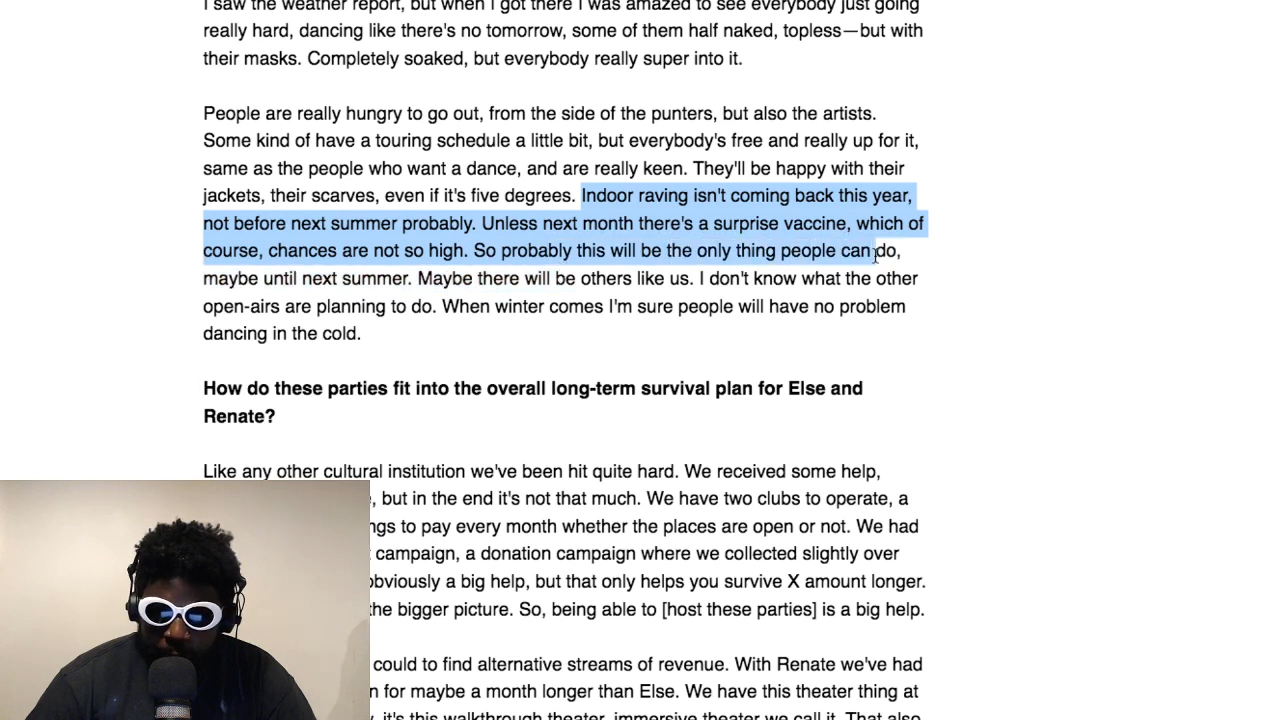 I saw the weather report, but when I got there I was amazed to see everybody just going
really hard, dancing like there's no tomorrow, some of them half naked, topless—but with
their masks. Completely soaked, but everybody really super into it.
People are really hungry to go out, from the side of the punters, but also the artists.
Some kind of have a touring schedule a little bit, but everybody's free and really up for it,
same as the people who want a dance, and are really keen. They'll be happy with their
jackets, their scarves, even if it's five degrees. Indoor raving isn't coming back this year,
not before next summer probably. Unless next month there's a surprise vaccine, which of
course, chances are not so high. So probably this will be the only thing people can do,
maybe until next summer. Maybe there will be others like us. I don't know what the other
open-airs are planning to do. When winter comes I'm sure people will have no problem
dancing in the cold.
How do these parties fit into the overall long-term survival plan for Else and
Renate?
Like any other cultural institution we've been hit quite hard. We received some help,
, but in the end it's not that much. We have two clubs to operate, a
ngs to pay every month whether the places are open or not. We had
campaign, a donation campaign where we collected slightly over
obviously a big help, but that only helps you survive X amount longer.
the bigger picture. So, being able to [host these parties] is a big help.
could to find alternative streams of revenue. With Renate we've had
n for maybe a month longer than Else. We have this theater thing at
, it's this walkthrough theater, immersive theater we call it. That also